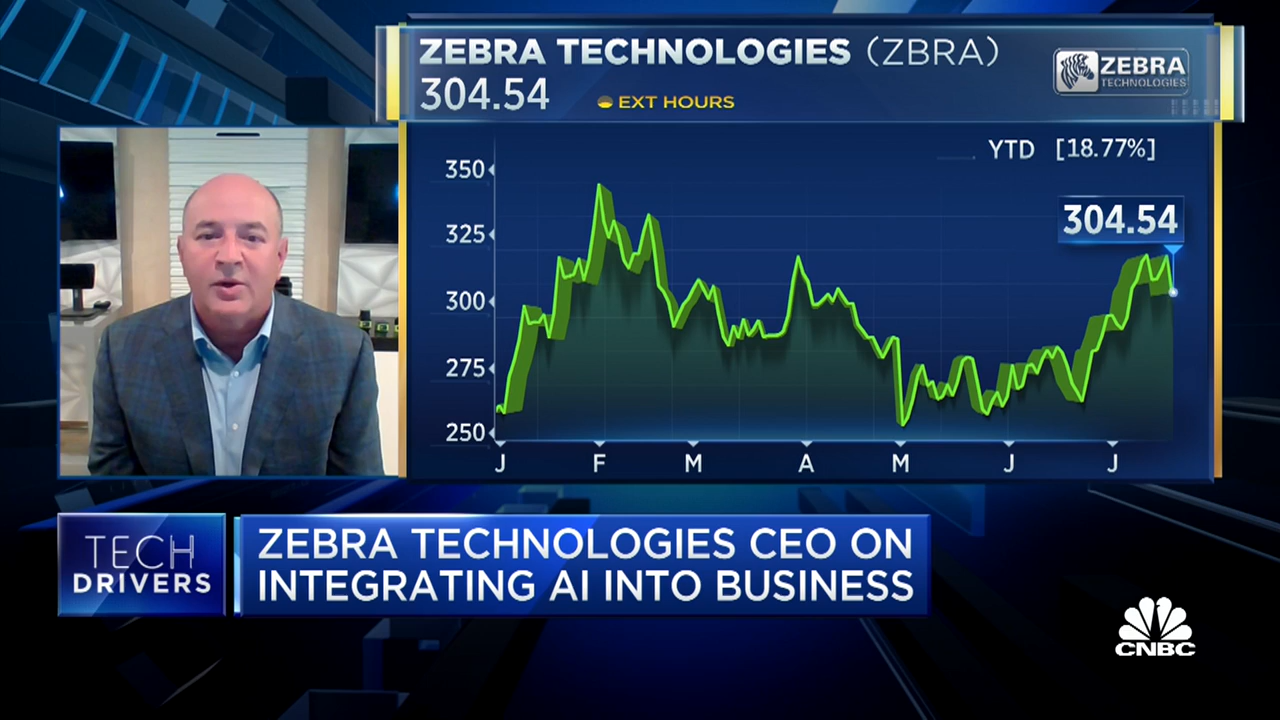 ZEBRA TECHNOLOGIES (ZBRA)
304.54
EXT HOURS
ZEBRA
TECHNOLOGIES
YTD [18.77%]
350
325
300
275
250
304.54
J F M A M J J
TECH
DRIVERS
ZEBRA TECHNOLOGIES CEO ON
INTEGRATING AI INTO BUSINESS
CNBC